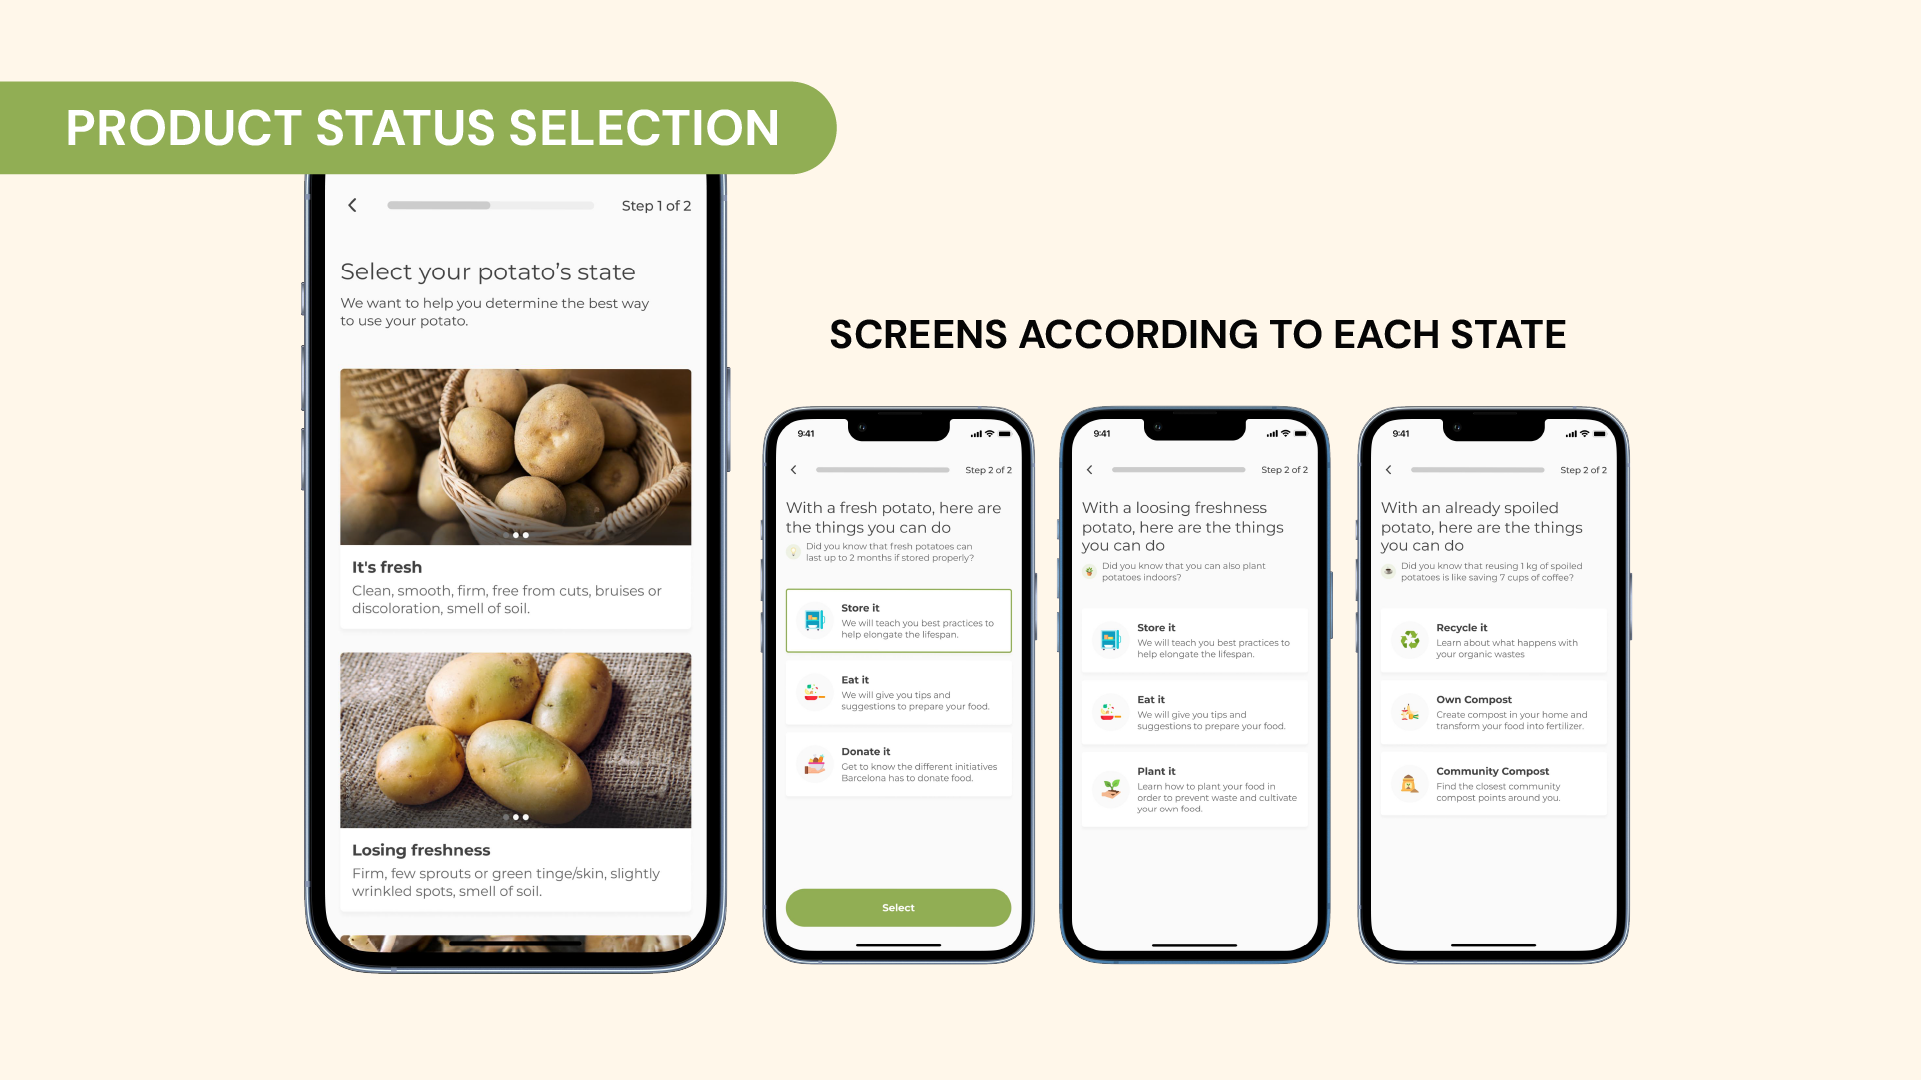 PRODUCT STATUS SELECTION
Step 1 of 2
Select your potato’s state
We want to help you determine the best way
to use your potato.
It's fresh
Clean, smooth, firm, free from cuts, bruises or
discoloration, smell of soil.
Losing freshness
Firm, few sprouts or green tinge/skin, slightly
wrinkled spots, smell of soil.
SCREENS ACCORDING TO EACH STATE
9:41
Step 2 of 2
With a fresh potato, here are
the things you can do
Did you know that fresh potatoes can
last up to 2 months if stored properly?
Store it
We will teach you best practices to
help elongate the lifespan.
Eat it
We will give you tips and
suggestions to prepare your food.
Donate it
Get to know the different initiatives
Barcelona has to donate food.
Select
9:41
Step 2 of 2
With a loosing freshness
potato, here are the things
you can do
Did you know that you can also plant
potatoes indoors?
Store it
We will teach you best practices to
help elongate the lifespan.
Eat it
We will give you tips and
suggestions to prepare your food.
Plant it
Learn how to plant your food in
order to prevent waste and cultivate
your own food.
9:41
Step 2 of 2
With an already spoiled
potato, here are the things
you can do
Did you know that reusing 1 kg of spoiled
potatoes is like saving 7 cups of coffee?
Recycle it
Learn about what happens with
your organic wastes
Own Compost
Create compost in your home and
transform your food into fertilizer.
Community Compost
Find the closest community
compost points around you.